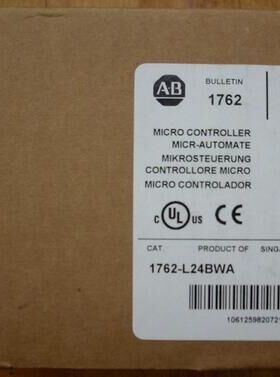 A-B
BULLETIN
1762
MICRO CONTROLLER
MICR-AUTOMATE
MIKROSTEUERUNG
CONTROLLORE MICRO
MICRO CONTROLADOR
c UL US CE
CAT. PRODUCT OF SING
1762-L24BWA